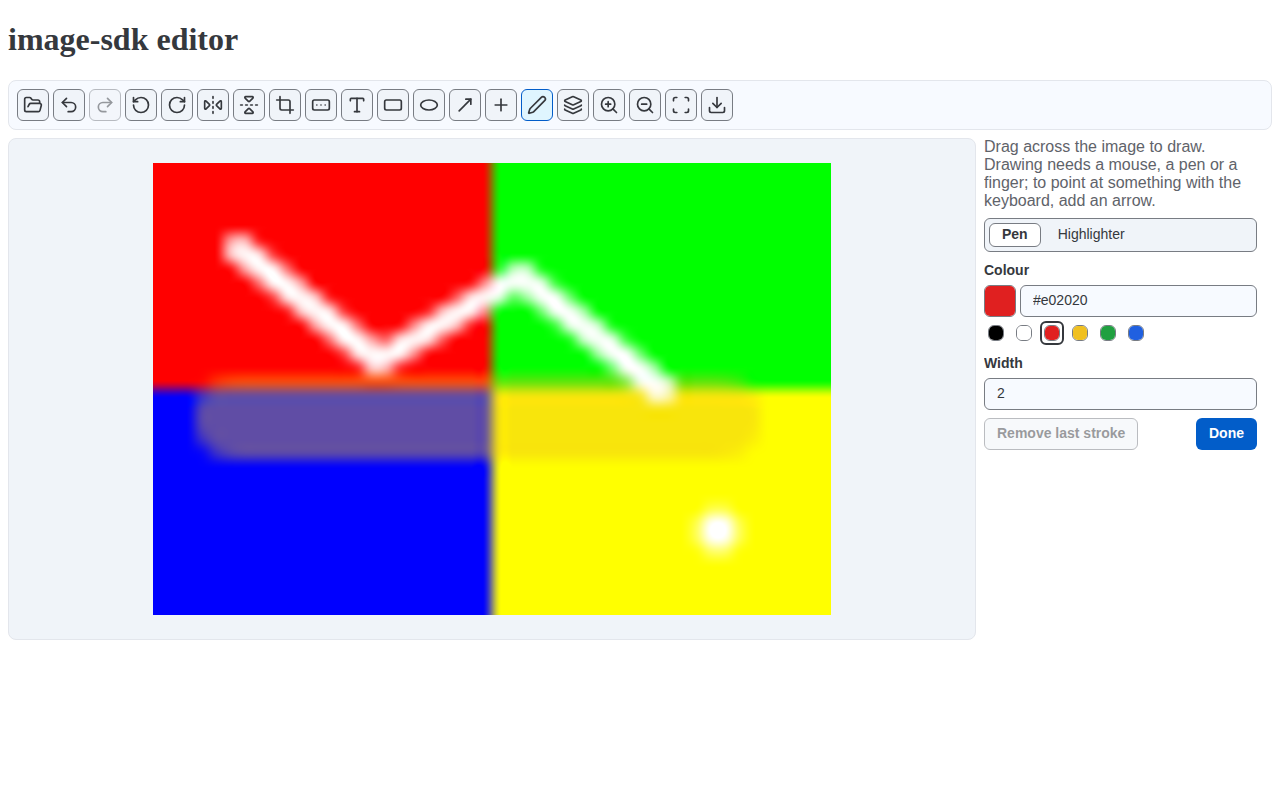 image-sdk editor
Drag across the image to draw.
Drawing needs a mouse, a pen or a
finger; to point at something with the
keyboard, add an arrow.
Pen Highlighter
Colour
#e02020
Width
2
Remove last stroke Done